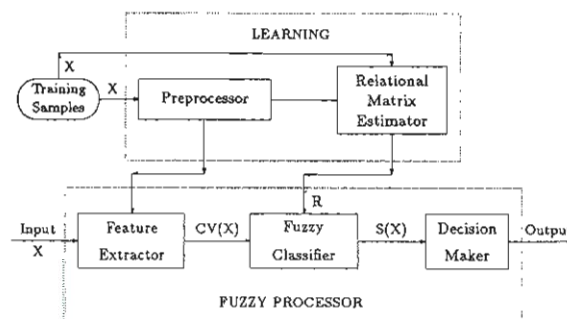 LEARNING
X
Training
Samples
X
Preprocessor
Relational
Matrix
Estimator
R
Input
X
Feature
Extractor
CV(X)
Fuzzy
Classifier
S(X)
Decision
Maker
Output
FUZZY PROCESSOR